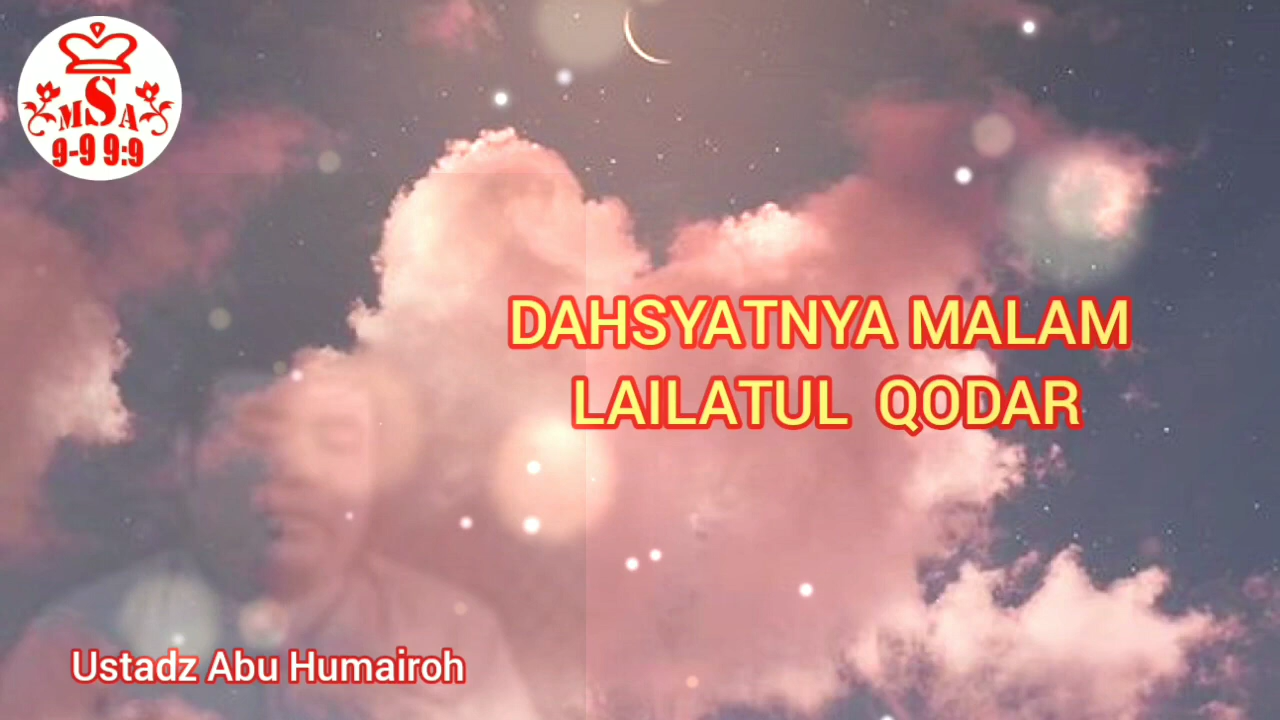 MSA
9-9 9:9
DAHSYATNYA MALAM
LAILATUL QODAR
Ustadz Abu Humairoh